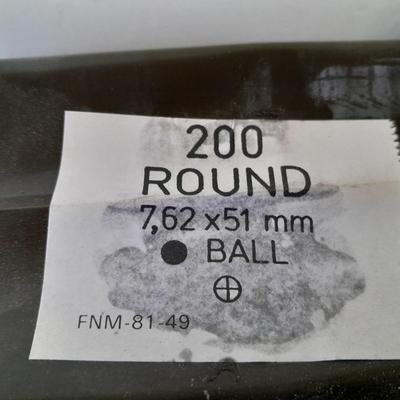 200
ROUND
7,62 x 51 mm
● BALL
⊕
FNM-81-49